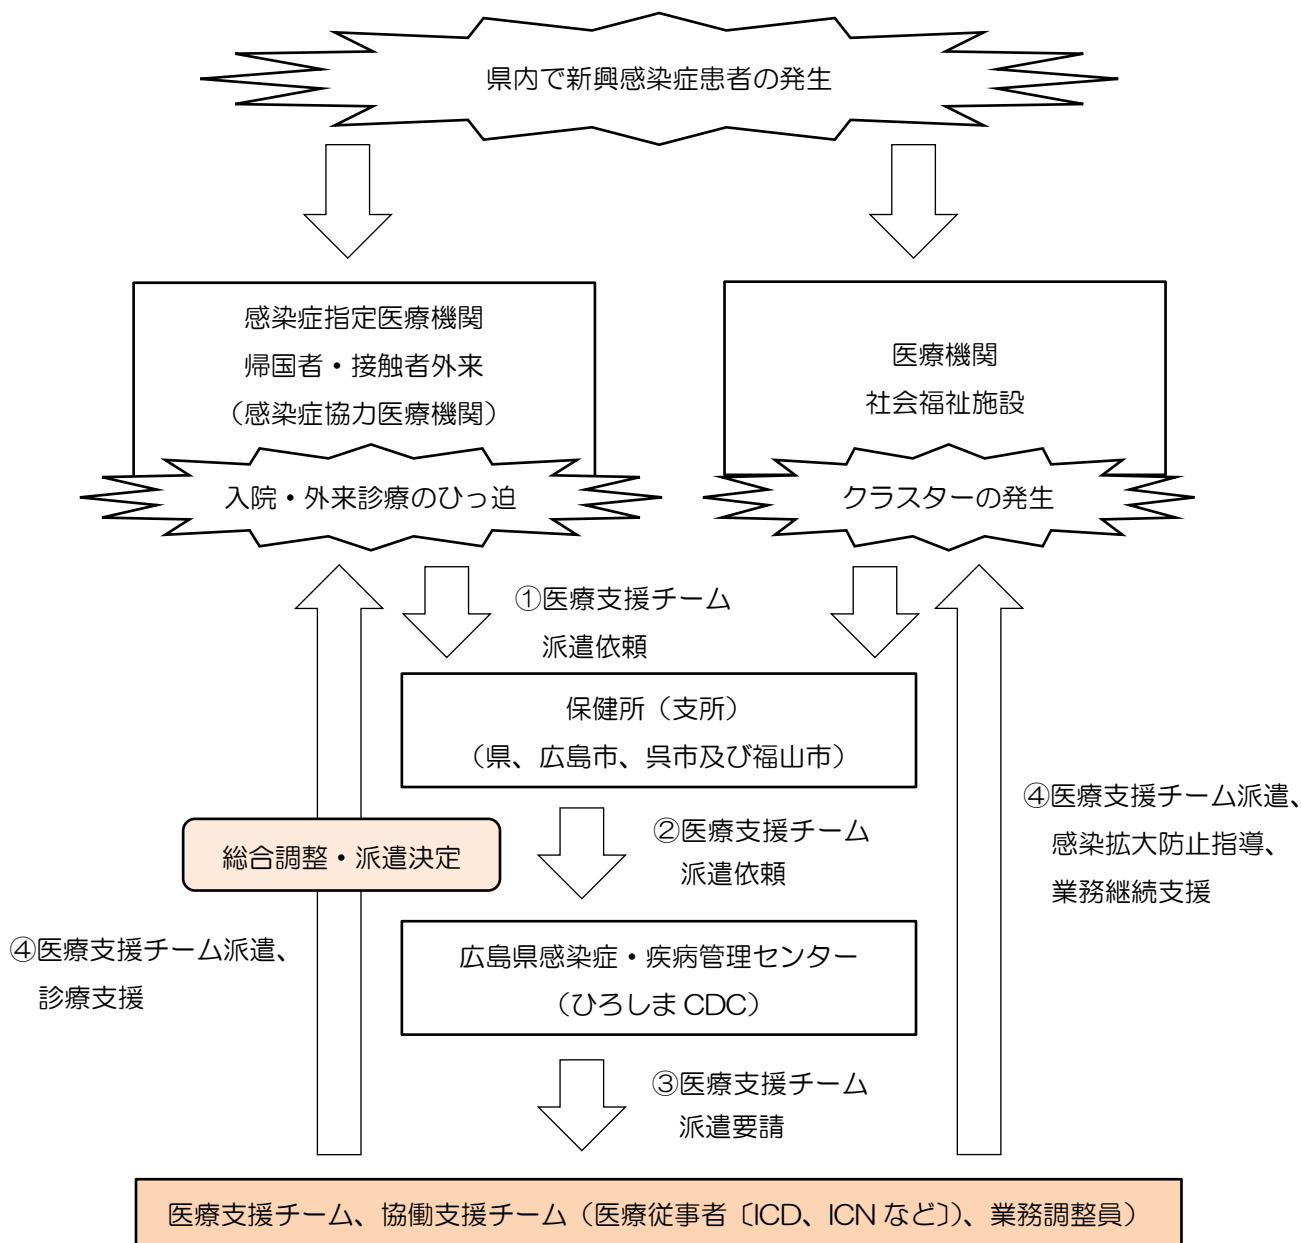 県内で新興感染症患者の発生
感染症指定医療機関
帰国者・接触者外来
（感染症協力医療機関）
入院・外来診療のひっ迫
医療機関
社会福祉施設
クラスターの発生
①医療支援チーム
派遣依頼
保健所（支所）
（県、広島市、呉市及び福山市）
総合調整・派遣決定
②医療支援チーム
派遣依頼
④医療支援チーム派遣、
感染拡大防止指導、
業務継続支援
④医療支援チーム派遣、
診療支援
広島県感染症・疾病管理センター
（ひろしま CDC）
③医療支援チーム
派遣要請
医療支援チーム、協働支援チーム（医療従事者〔ICD、ICN など〕）、業務調整員）